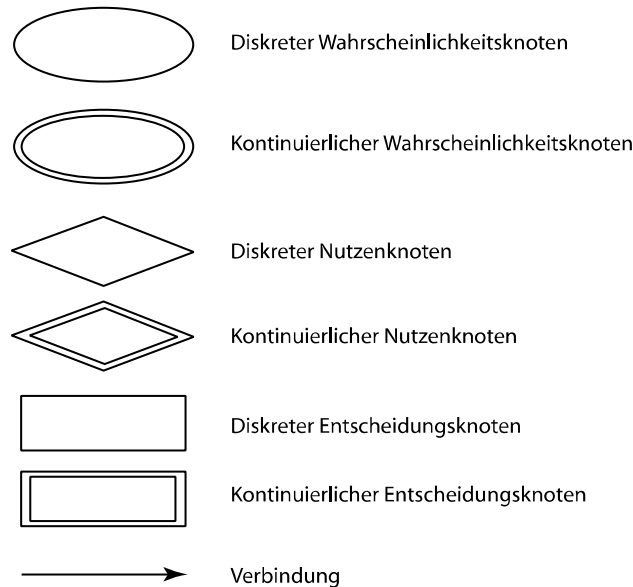 Diskreter Wahrscheinlichkeitsknoten
Kontinuierlicher Wahrscheinlichkeitsknoten
Diskreter Nutzenknoten
Kontinuierlicher Nutzenknoten
Diskreter Entscheidungsknoten
Kontinuierlicher Entscheidungsknoten
Verbindung